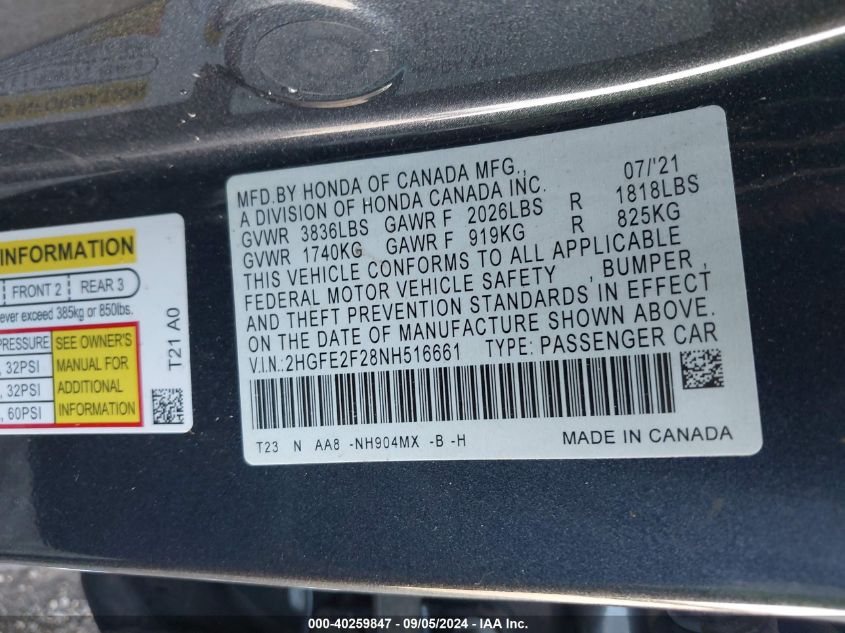 MFD.BY HONDA OF CANADA MFG., 07/'21
A DIVISION OF HONDA CANADA INC.
GVWR 3836LBS GAWR F 2026LBS R 1818LBS
GVWR 1740KG GAWR F 919KG R 825KG
THIS VEHICLE CONFORMS TO ALL APPLICABLE
FEDERAL MOTOR VEHICLE SAFETY , BUMPER ,
AND THEFT PREVENTION STANDARDS IN EFFECT
ON THE DATE OF MANUFACTURE SHOWN ABOVE.
V.I.N.:2HGFE2F28NH516661 TYPE: PASSENGER CAR
T23 N AA8 -NH904MX -B -H MADE IN CANADA
INFORMATION
FRONT 2 REAR 3
exceed 385kg or 850lbs.
PRESSURE SEE OWNER'S
32PSI MANUAL FOR
32PSI ADDITIONAL
60PSI INFORMATION
T21 A0
000-40259847 - 09/05/2024 - IAA Inc.